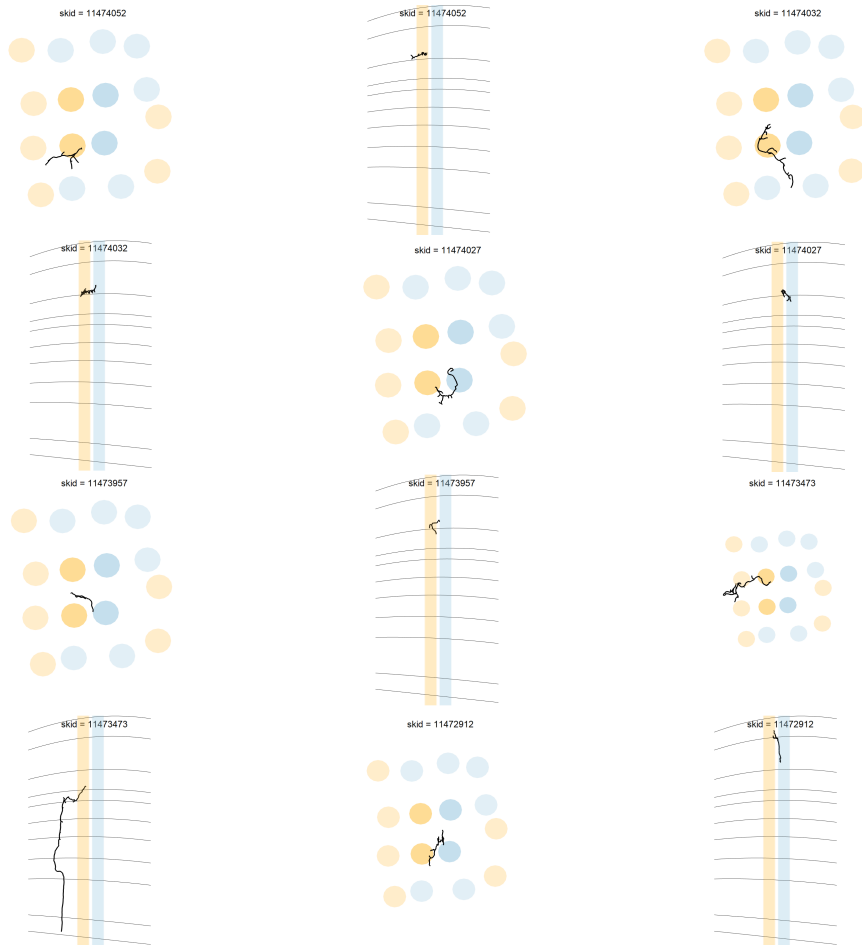 skid = 11474052
skid = 11474052
skid = 11474032
skid = 11474032
skid = 11474027
skid = 11474027
skid = 11473957
skid = 11473957
skid = 11473473
skid = 11473473
skid = 11472912
skid = 11472912